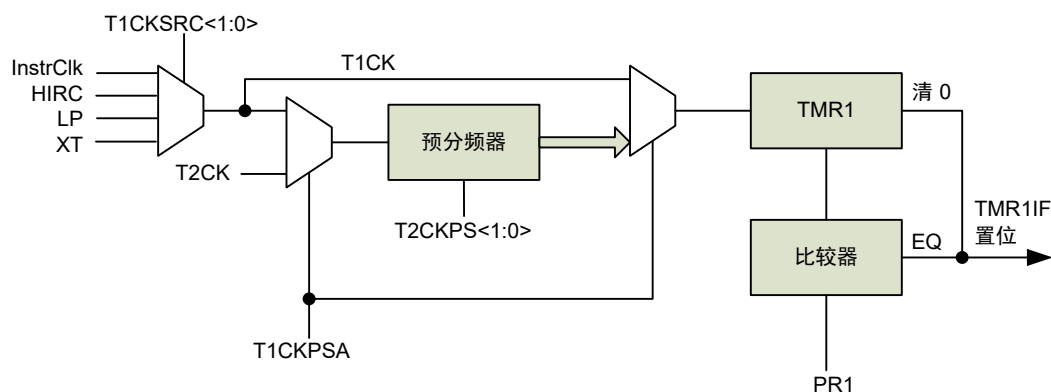 T1CKSRC<1:0>
InstrClk
HIRC
LP
XT
T1CK
T2CK
预分频器
T2CKPS<1:0>
T1CKPSA
TMR1
清 0
比较器
EQ
TMR1IF
置位
PR1